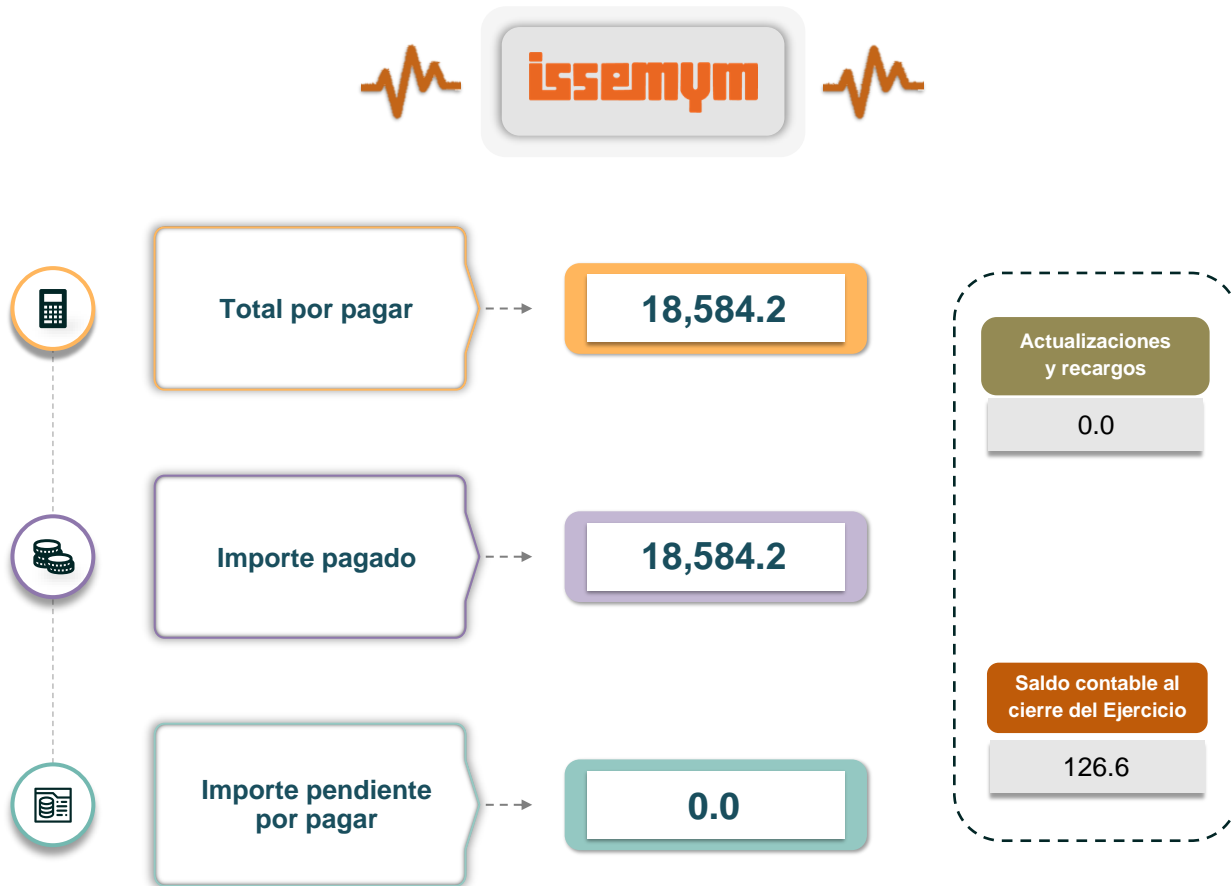 issemym
Total por pagar
18,584.2
Importe pagado
18,584.2
Importe pendiente
por pagar
0.0
Actualizaciones
y recargos
0.0
Saldo contable al
cierre del Ejercicio
126.6